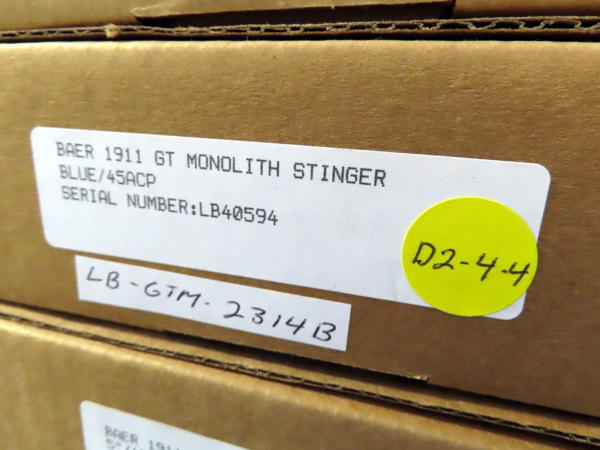 BAER 1911 GT MONOLITH STINGER
BLUE/45ACP
SERIAL NUMBER:LB40594
D2-4-4
LB-GTM-2314B
BAER 1911